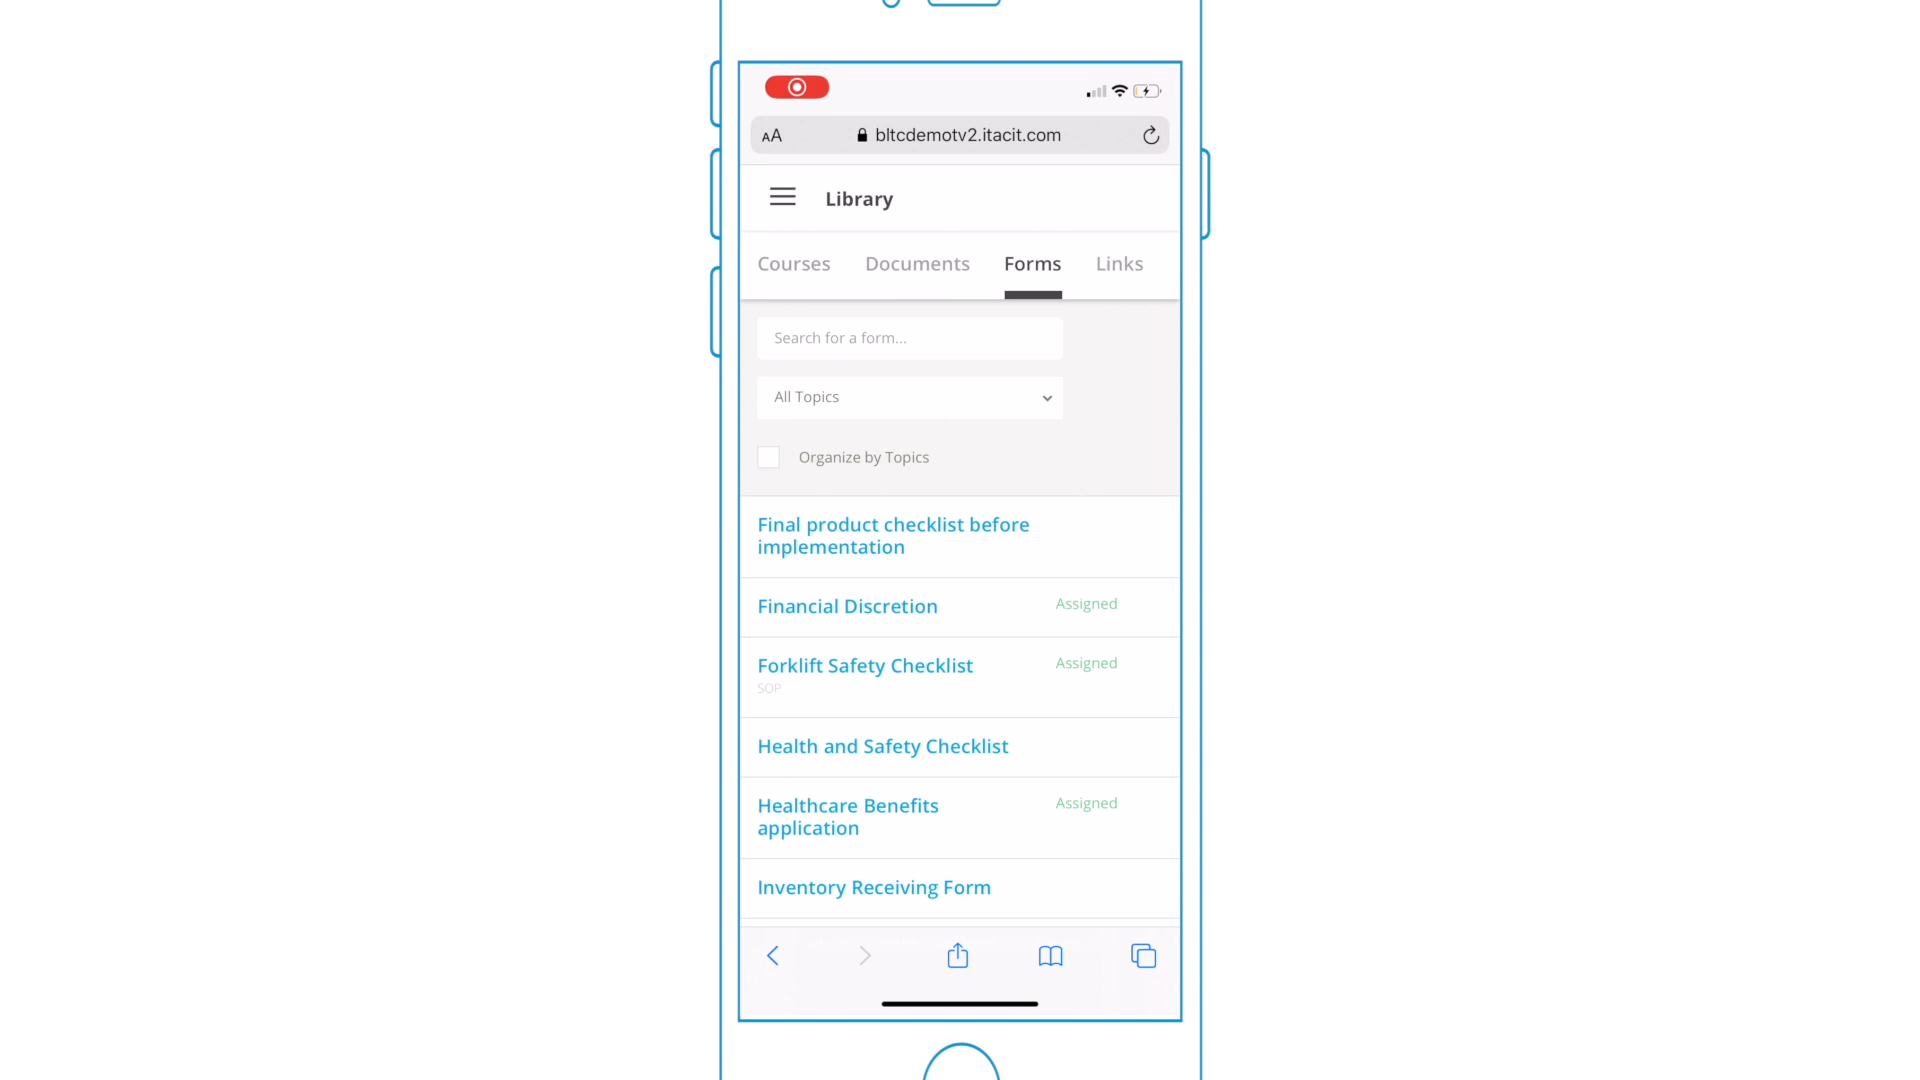 AA bltcdemotv2.itacit.com
Library
Courses Documents Forms Links
Search for a form...
All Topics
Organize by Topics
Final product checklist before
implementation
Financial Discretion Assigned
Forklift Safety Checklist Assigned
SOP
Health and Safety Checklist
Healthcare Benefits Assigned
application
Inventory Receiving Form